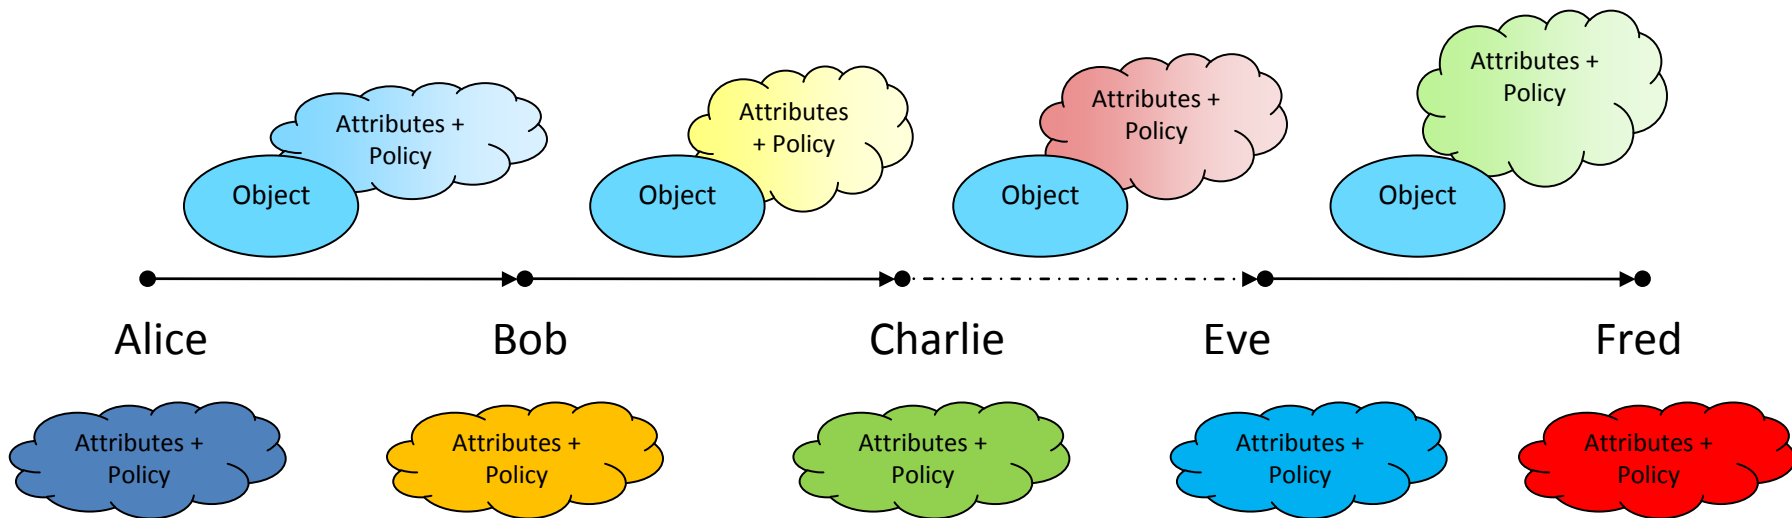 Attributes +
Policy
Object
Attributes
+ Policy
Object
Attributes +
Policy
Object
Attributes +
Policy
Object
Alice
Bob
Charlie
Eve
Fred
Attributes +
Policy
Attributes +
Policy
Attributes +
Policy
Attributes +
Policy
Attributes +
Policy